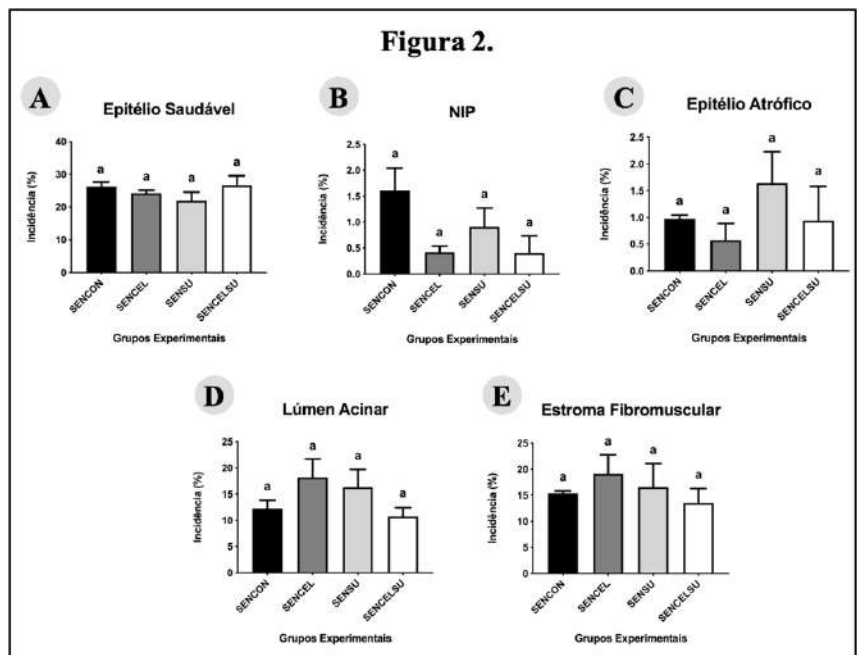 Figura 2.
A
Epitélio Saudável
Incidência (%)
40
30
20
10
0
a a a a
SENCON SENCEL SENSU SENCELSU
Grupos Experimentais
B
NIP
Incidência (%)
2.5
2.0
1.5
1.0
0.5
0.0
a a a a
SENCON SENCEL SENSU SENCELSU
Grupos Experimentais
C
Epitélio Atrófico
Incidência (%)
2.5
2.0
1.5
1.0
0.5
0.0
a a a a
SENCON SENCEL SENSU SENCELSU
Grupos Experimentais
D
Lúmen Acinar
Incidência (%)
25
20
15
10
5
0
a a a a
SENCON SENCEL SENSU SENCELSU
Grupos Experimentais
E
Estroma Fibromuscular
Incidência (%)
25
20
15
10
5
0
a a a a
SENCON SENCEL SENSU SENCELSU
Grupos Experimentais